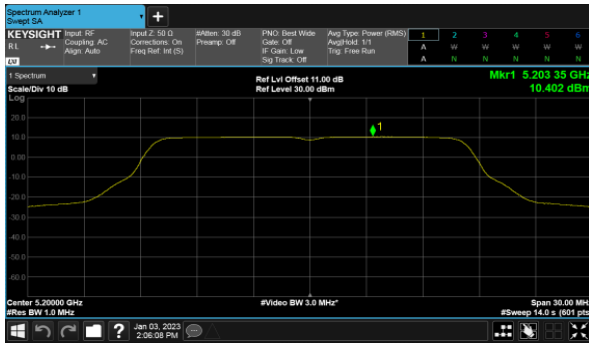 Spectrum Analyzer 1
Swept SA
+
KEYSIGHT Input: RF Input Z: 50 Ω #Atten: 30 dB PNO: Best Wide Avg Type: Power (RMS) 1 2 3 4 5 6
RL Coupling: AC Corrections: On Preamp: Off Gate: Off Avg|Hold: 1/1 A W W W W W
Align: Auto Freq Ref: Int (S) IF Gain: Low Trig: Free Run
Sig Track: Off A N N N N N
1 Spectrum Ref Lvl Offset 11.00 dB Mkr1 5.203 35 GHz
Scale/Div 10 dB Ref Level 30.00 dBm 10.402 dBm
Log
20.0
1
10.0
0.00
-10.0
-20.0
-30.0
-40.0
-50.0
-60.0
Center 5.20000 GHz #Video BW 3.0 MHz* Span 30.00 MHz
#Res BW 1.0 MHz #Sweep 14.0 s (601 pts)
? Jan 03, 2023
2:06:08 PM